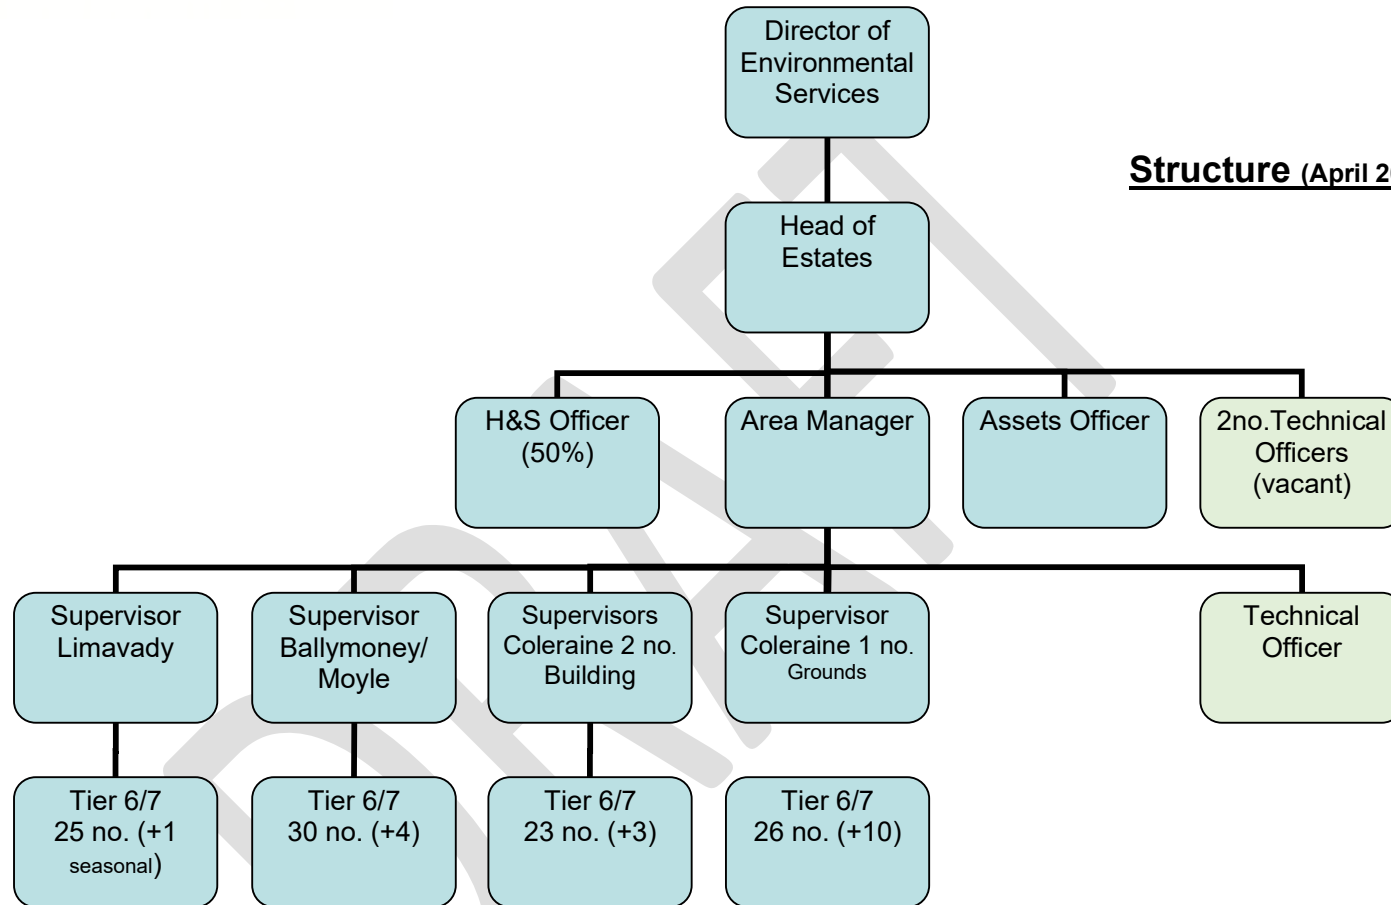 Director of
Environmental
Services
Structure (April 20
Head of
Estates
H&S Officer
(50%)
Area Manager
Assets Officer
2no.Technical
Officers
(vacant)
Supervisor
Limavady
Supervisor
Ballymoney/
Moyle
Supervisors
Coleraine 2 no.
Building
Supervisor
Coleraine 1 no.
Grounds
Technical
Officer
Tier 6/7
25 no. (+1
seasonal)
Tier 6/7
30 no. (+4)
Tier 6/7
23 no. (+3)
Tier 6/7
26 no. (+10)
DRAFT